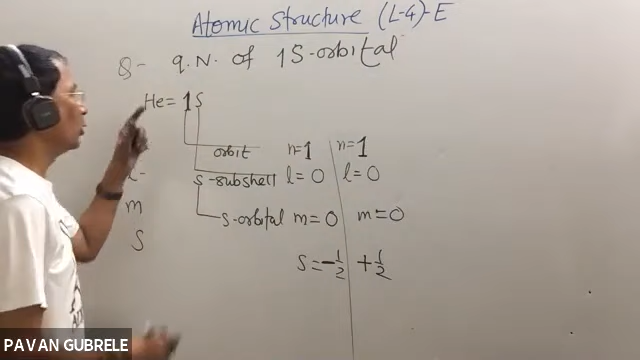 Atomic Structure (L-4)-E
Q- q.N. of 1S-orbital
He= 1S
orbit n=1 n=1
l- s-subshell l=0 l=0
m s-orbital m=0 m=0
S S=-1/2 +1/2
PAVAN GUBRELE